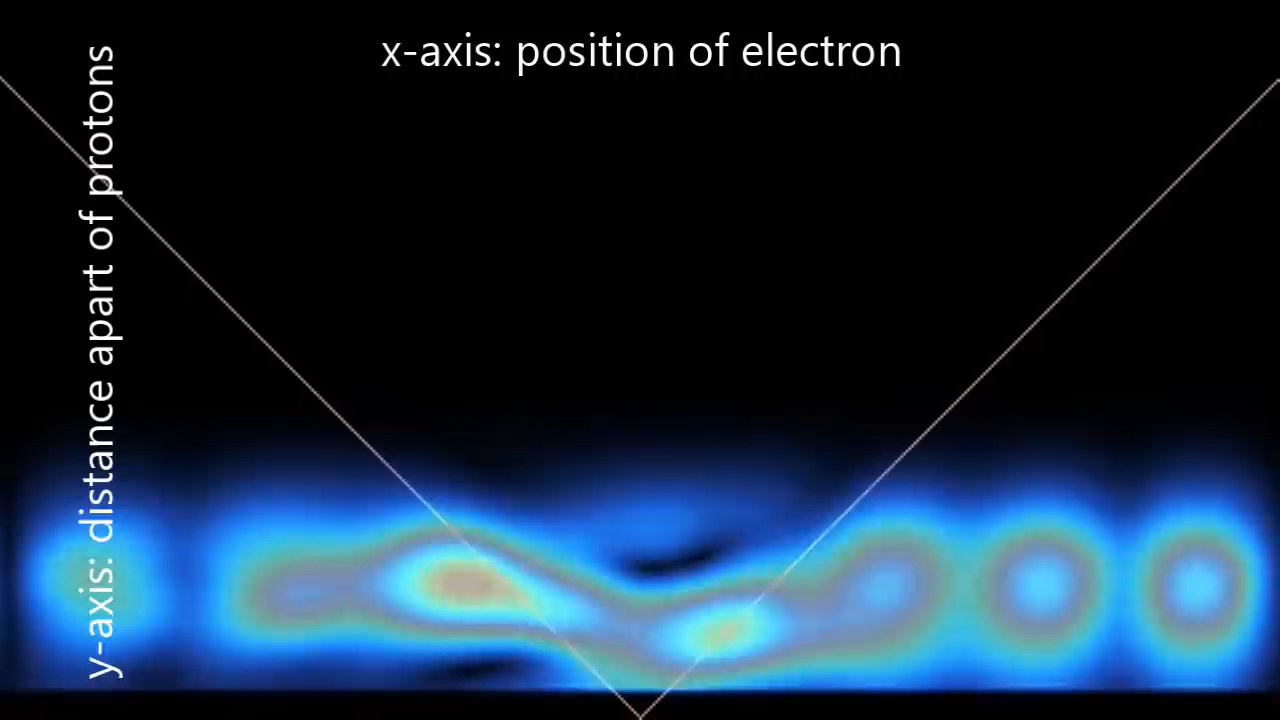 x-axis: position of electron
y-axis: distance apart of protons